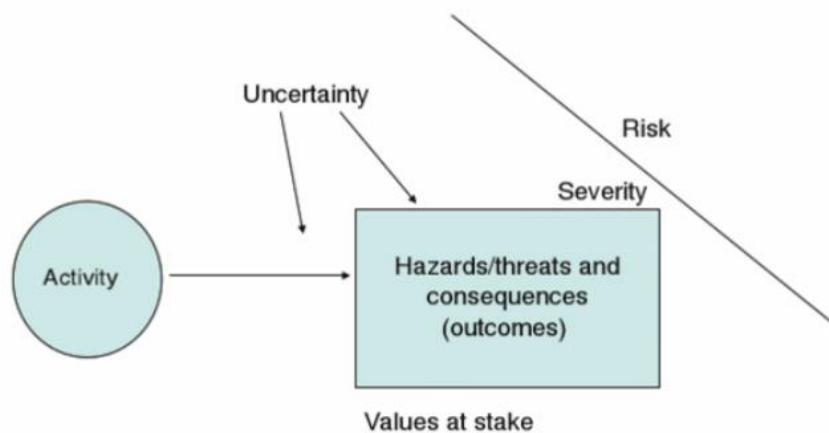 Uncertainty
Risk
Severity
Activity
Hazards/threats and
consequences
(outcomes)
Values at stake